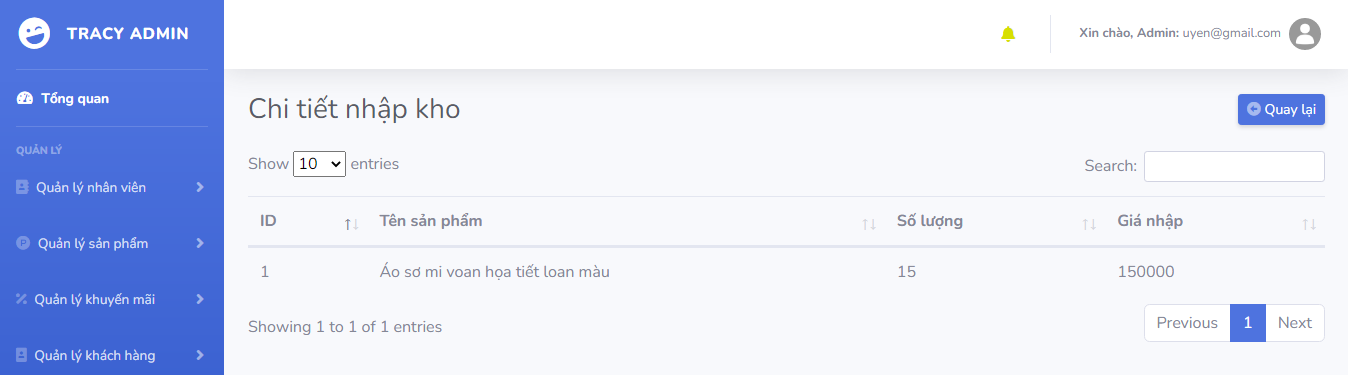 TRACY ADMIN
Xin chào, Admin: uyen@gmail.com
Tổng quan
QUẢN LÝ
Quản lý nhân viên
Quản lý sản phẩm
Quản lý khuyến mãi
Quản lý khách hàng
Chi tiết nhập kho
Quay lại
Show 10 entries
Search:
ID Tên sản phẩm Số lượng Giá nhập
1 Áo sơ mi voan họa tiết loan màu 15 150000
Showing 1 to 1 of 1 entries
Previous 1 Next